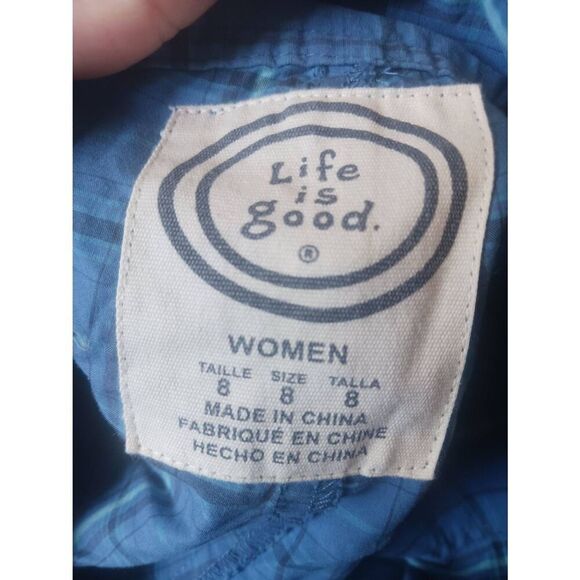 Life
is
good.
®
WOMEN
TAILLE SIZE TALLA
8 8 8
MADE IN CHINA
FABRIQUÉ EN CHINE
HECHO EN CHINA